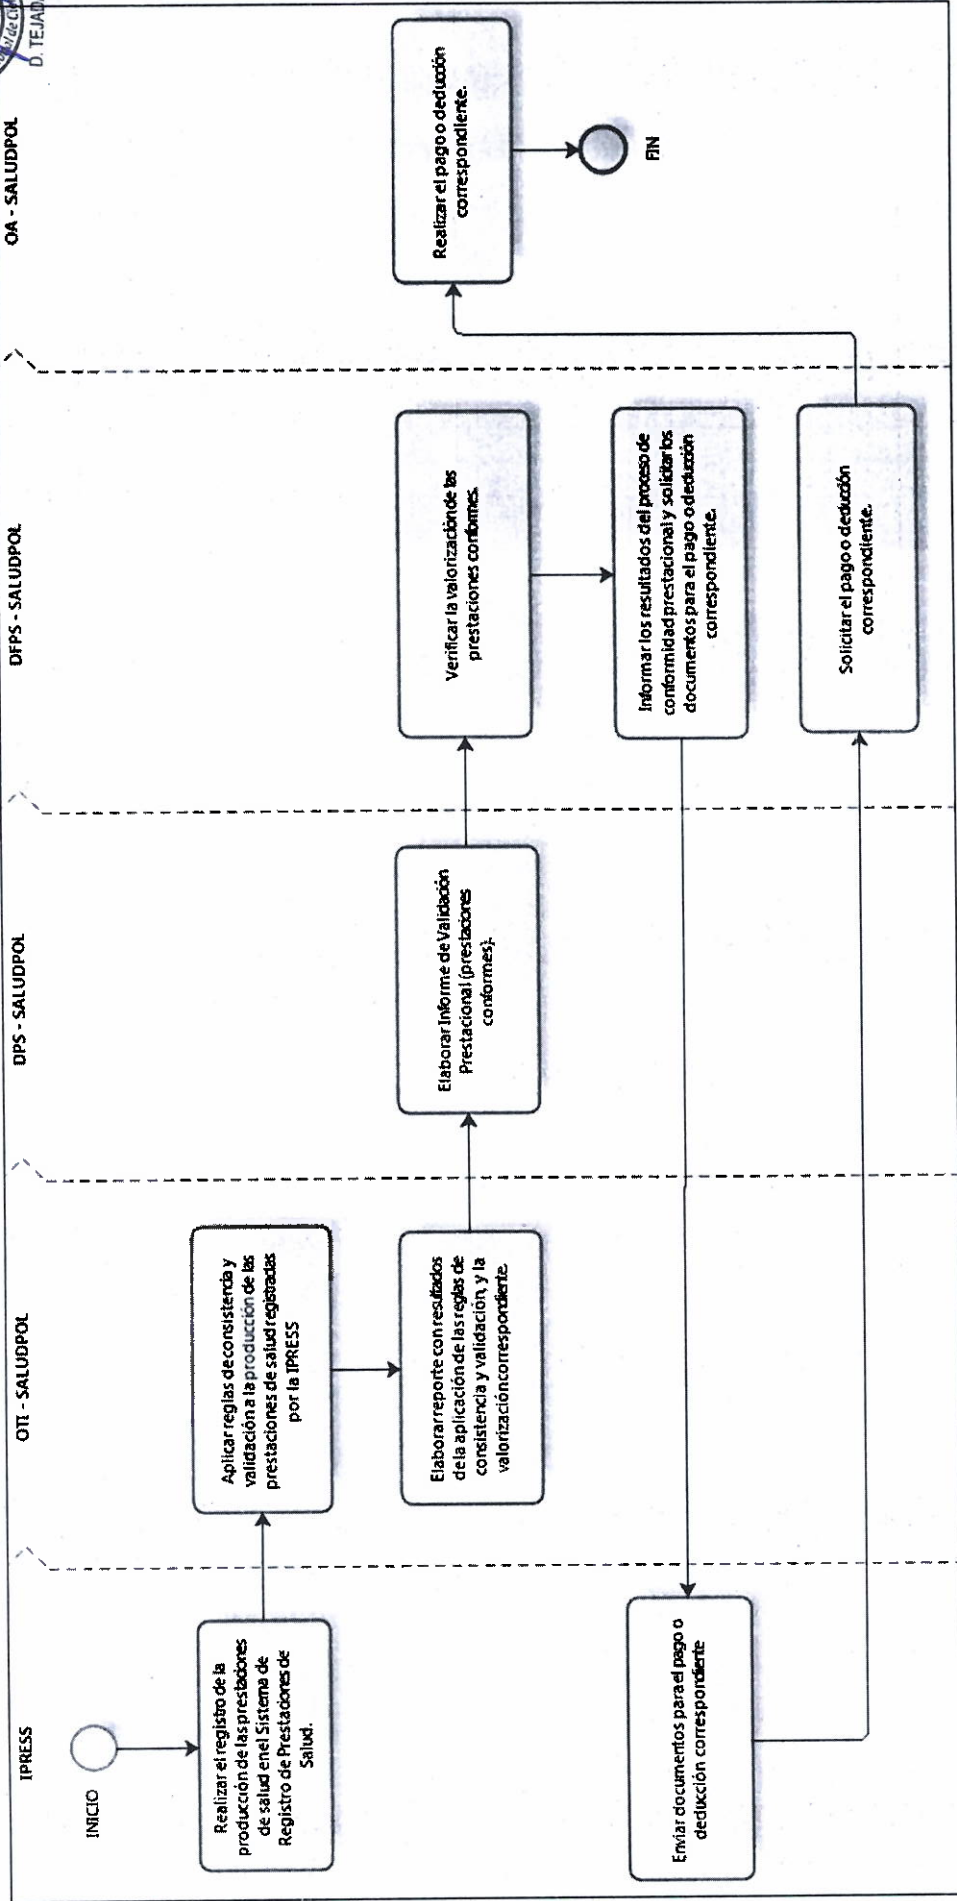 IPRESS
OTI - SALUDPOL
DPS - SALUDPOL
DFPS - SALUDPOL
OA - SALUDPOL
D. TEJADA
INICIO
Realizar el registro de la
producción de las prestaciones
de salud en el Sistema de
Registro de Prestaciones de
Salud.
Aplicar reglas de consistencia y
validación a la producción de las
prestaciones de salud registradas
por la IPRESS
Elaborar reporte con resultados
de la aplicación de las reglas de
consistencia y validación, y la
valorización correspondiente.
Elaborar Informe de Validación
Prestacional (prestaciones
conformes).
Verificar la valorización de las
prestaciones conformes.
Informar los resultados del proceso de
conformidad prestacional y solicitar los
documentos para el pago o deducción
correspondiente.
Enviar documentos para el pago o
deducción correspondiente
Solicitar el pago o deducción
correspondiente.
Realizar el pago o deducción
correspondiente.
FIN